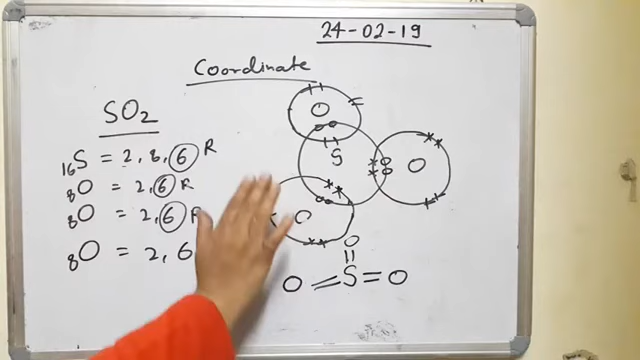 24-02-19
Coordinate
SO₂
₁₆S = 2, 8, 6 R
₈O = 2, 6 R
₈O = 2, 6 R
₈O = 2, 6
O
S
O
O
O
O = S = O